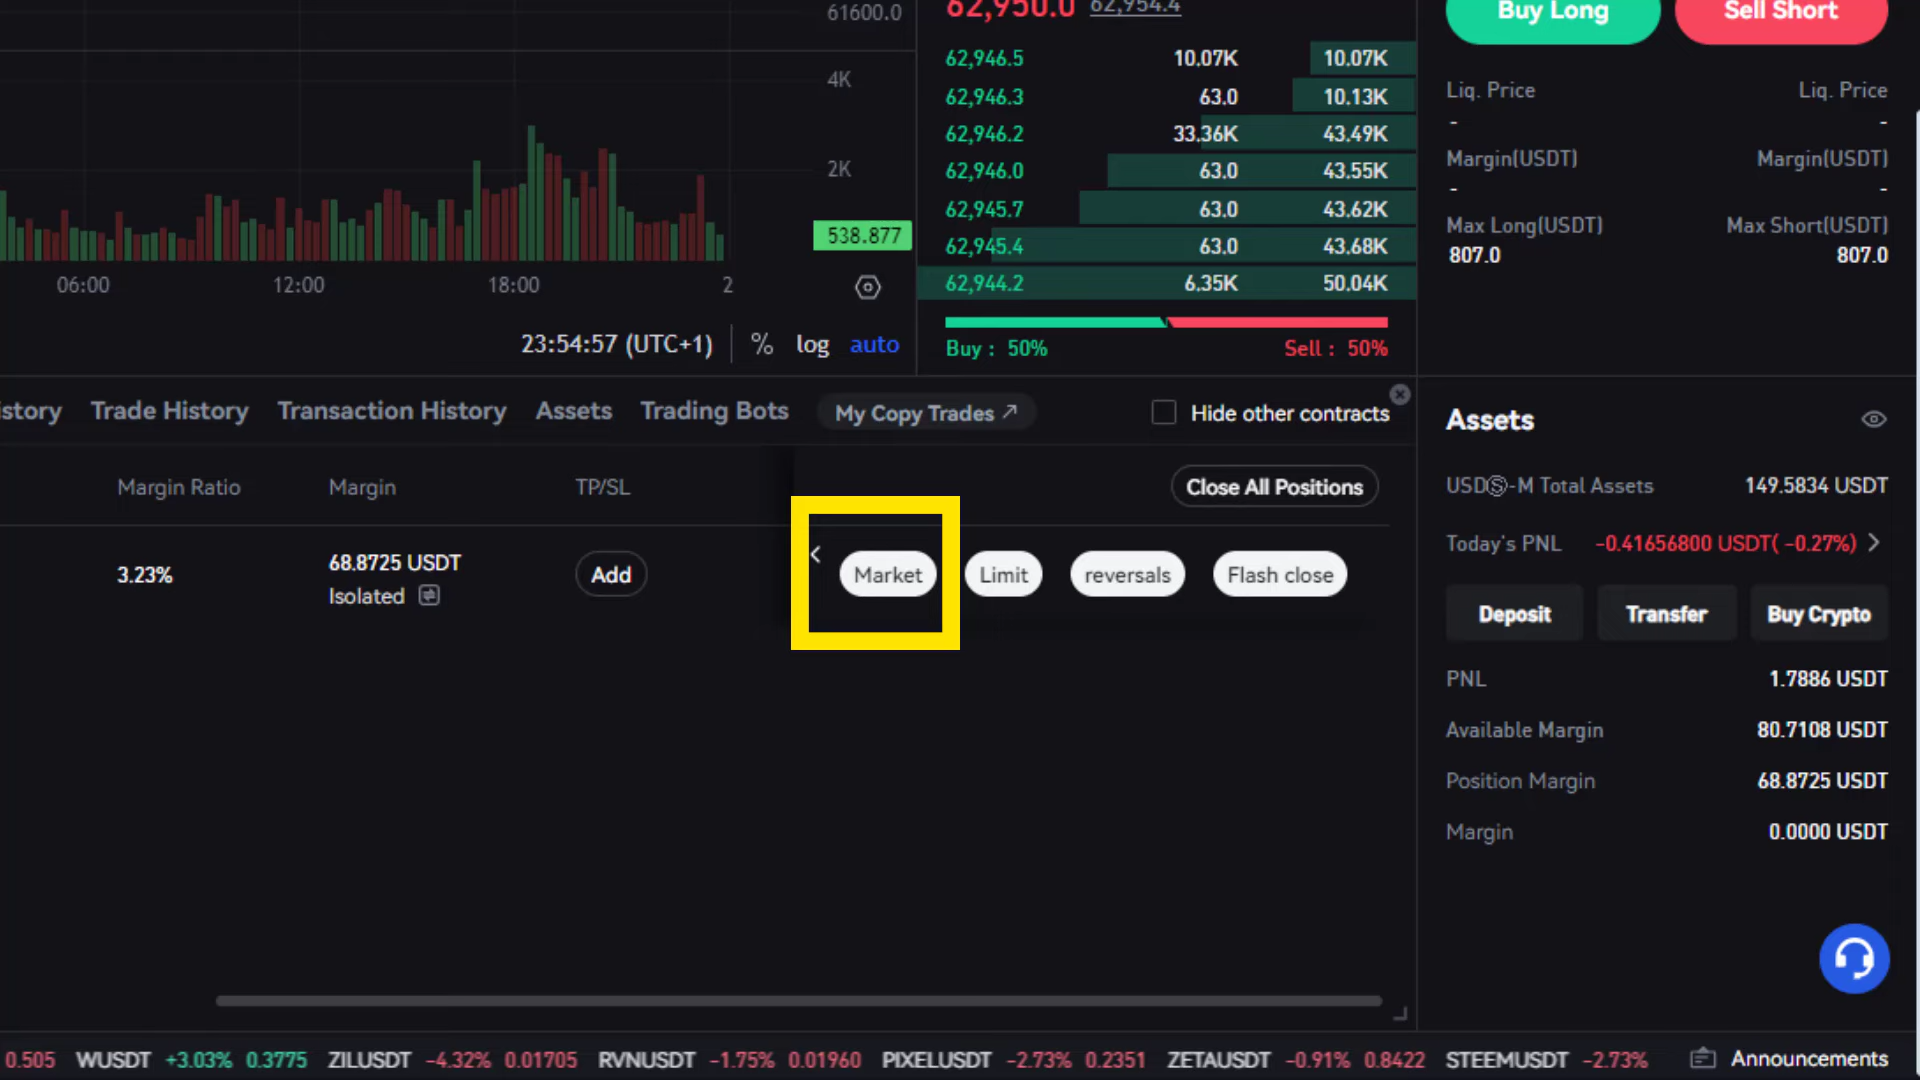 61600.0
4K
2K
538.877
06:00 12:00 18:00 2
23:54:57 (UTC+1) % log auto
62,950.0 62,954.4
62,946.5 10.07K 10.07K
62,946.3 63.0 10.13K
62,946.2 33.36K 43.49K
62,946.0 63.0 43.55K
62,945.7 63.0 43.62K
62,945.4 63.0 43.68K
62,944.2 6.35K 50.04K
Buy : 50% Sell : 50%
Buy Long Sell Short
Liq. Price Liq. Price
- -
Margin(USDT) Margin(USDT)
- -
Max Long(USDT) Max Short(USDT)
807.0 807.0
istory Trade History Transaction History Assets Trading Bots My Copy Trades Hide other contracts
Margin Ratio Margin TP/SL Close All Positions
3.23% 68.8725 USDT Add Market Limit reversals Flash close
Isolated
Assets
USDⓈ-M Total Assets 149.5834 USDT
Today's PNL -0.41656800 USDT( -0.27%)
Deposit Transfer Buy Crypto
PNL 1.7886 USDT
Available Margin 80.7108 USDT
Position Margin 68.8725 USDT
Margin 0.0000 USDT
0.505 WUSDT +3.03% 0.3775 ZILUSDT -4.32% 0.01705 RVNUSDT -1.75% 0.01960 PIXELUSDT -2.73% 0.2351 ZETAUSDT -0.91% 0.8422 STEEMUSDT -2.73% Announcements